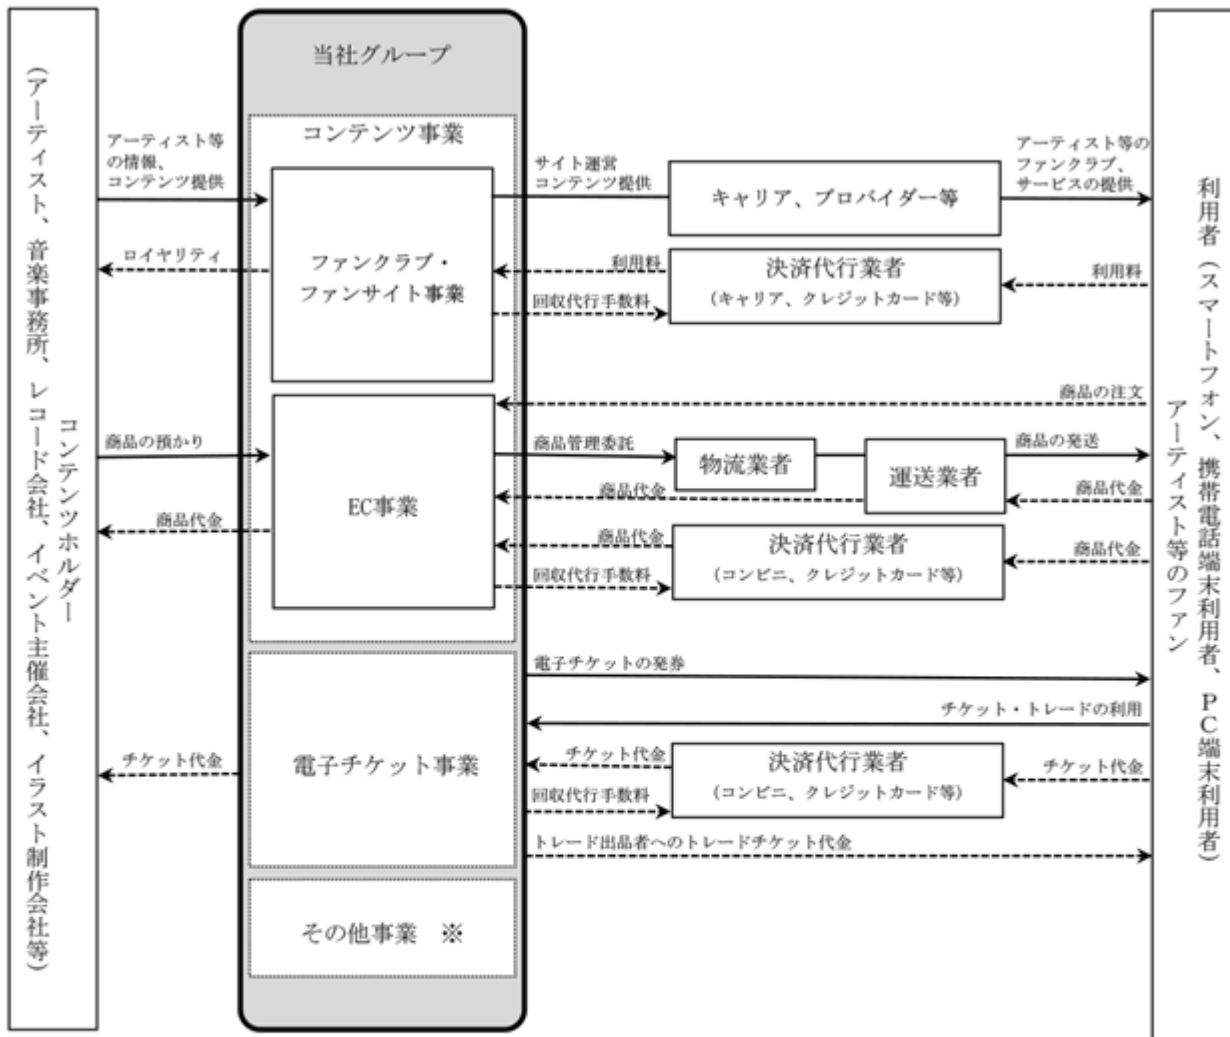 コンテンツホルダー
（アーティスト、音楽事務所、レコード会社、イベント主催会社、イラスト制作会社等）
アーティスト等
の情報、
コンテンツ提供
ロイヤリティ
商品の預かり
商品代金
チケット代金
当社グループ
コンテンツ事業
ファンクラブ・
ファンサイト事業
EC事業
電子チケット事業
その他事業　※
サイト運営
コンテンツ提供
キャリア、プロバイダー等
アーティスト等の
ファンクラブ、
サービスの提供
利用料
決済代行業者
（キャリア、クレジットカード等）
利用料
回収代行手数料
商品の注文
商品管理委託
物流業者
運送業者
商品の発送
商品代金
商品代金
商品代金
決済代行業者
（コンビニ、クレジットカード等）
商品代金
回収代行手数料
電子チケットの発券
チケット・トレードの利用
チケット代金
決済代行業者
（コンビニ、クレジットカード等）
チケット代金
回収代行手数料
トレード出品者へのトレードチケット代金
利用者（スマートフォン、携帯電話端末利用者、PC端末利用者）
アーティスト等のファン